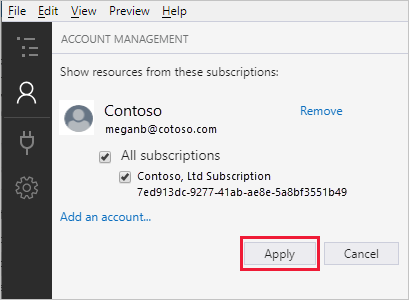 File Edit View Preview Help
ACCOUNT MANAGEMENT
Show resources from these subscriptions:
Contoso Remove
meganb@cotoso.com
All subscriptions
Contoso, Ltd Subscription
7ed913dc-9277-41ab-ae8e-5a8bf3551b49
Add an account...
Apply Cancel